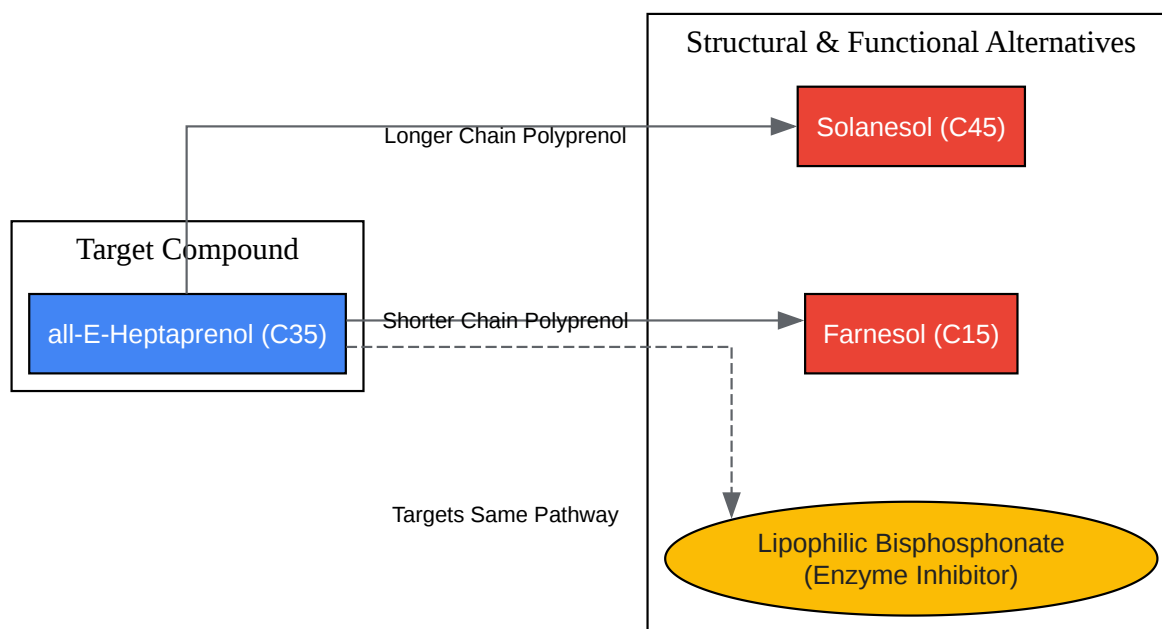 Structural & Functional Alternatives
Solanesol (C45)
Longer Chain Polyprenol
Target Compound
all-E-Heptaprenol (C35)
Shorter Chain Polyprenol
Farnesol (C15)
Targets Same Pathway
Lipophilic Bisphosphonate
(Enzyme Inhibitor)